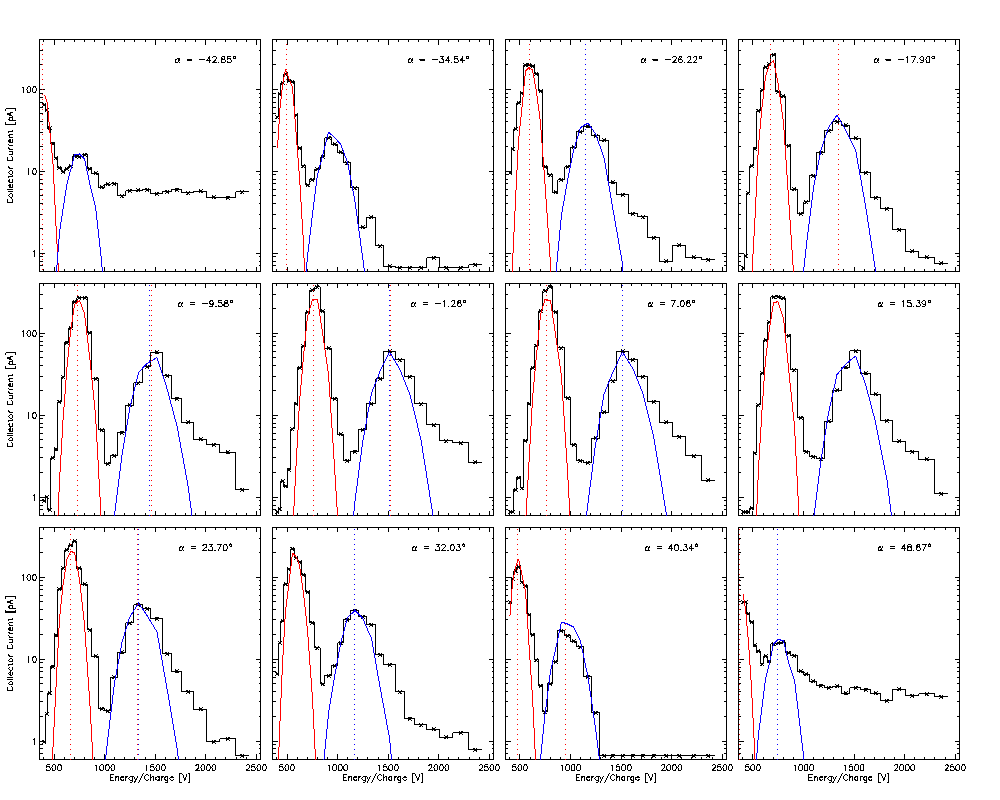 α = −42.85°
α = −34.54°
α = −26.22°
α = −17.90°
100
10
1
Collector Current [pA]
α = −9.58°
α = −1.26°
α = 7.06°
α = 15.39°
100
10
1
Collector Current [pA]
α = 23.70°
α = 32.03°
α = 40.34°
α = 48.67°
100
10
1
Collector Current [pA]
500 1000 1500 2000 2500
500 1000 1500 2000 2500
500 1000 1500 2000 2500
500 1000 1500 2000 2500
Energy/Charge [V]
Energy/Charge [V]
Energy/Charge [V]
Energy/Charge [V]